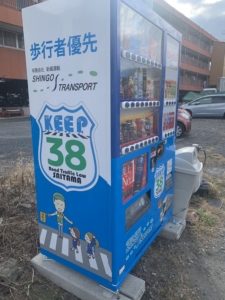 歩行者優先
SHINGO TRANSPORT
KEEP
38
Road Traffic Law
SAITAMA